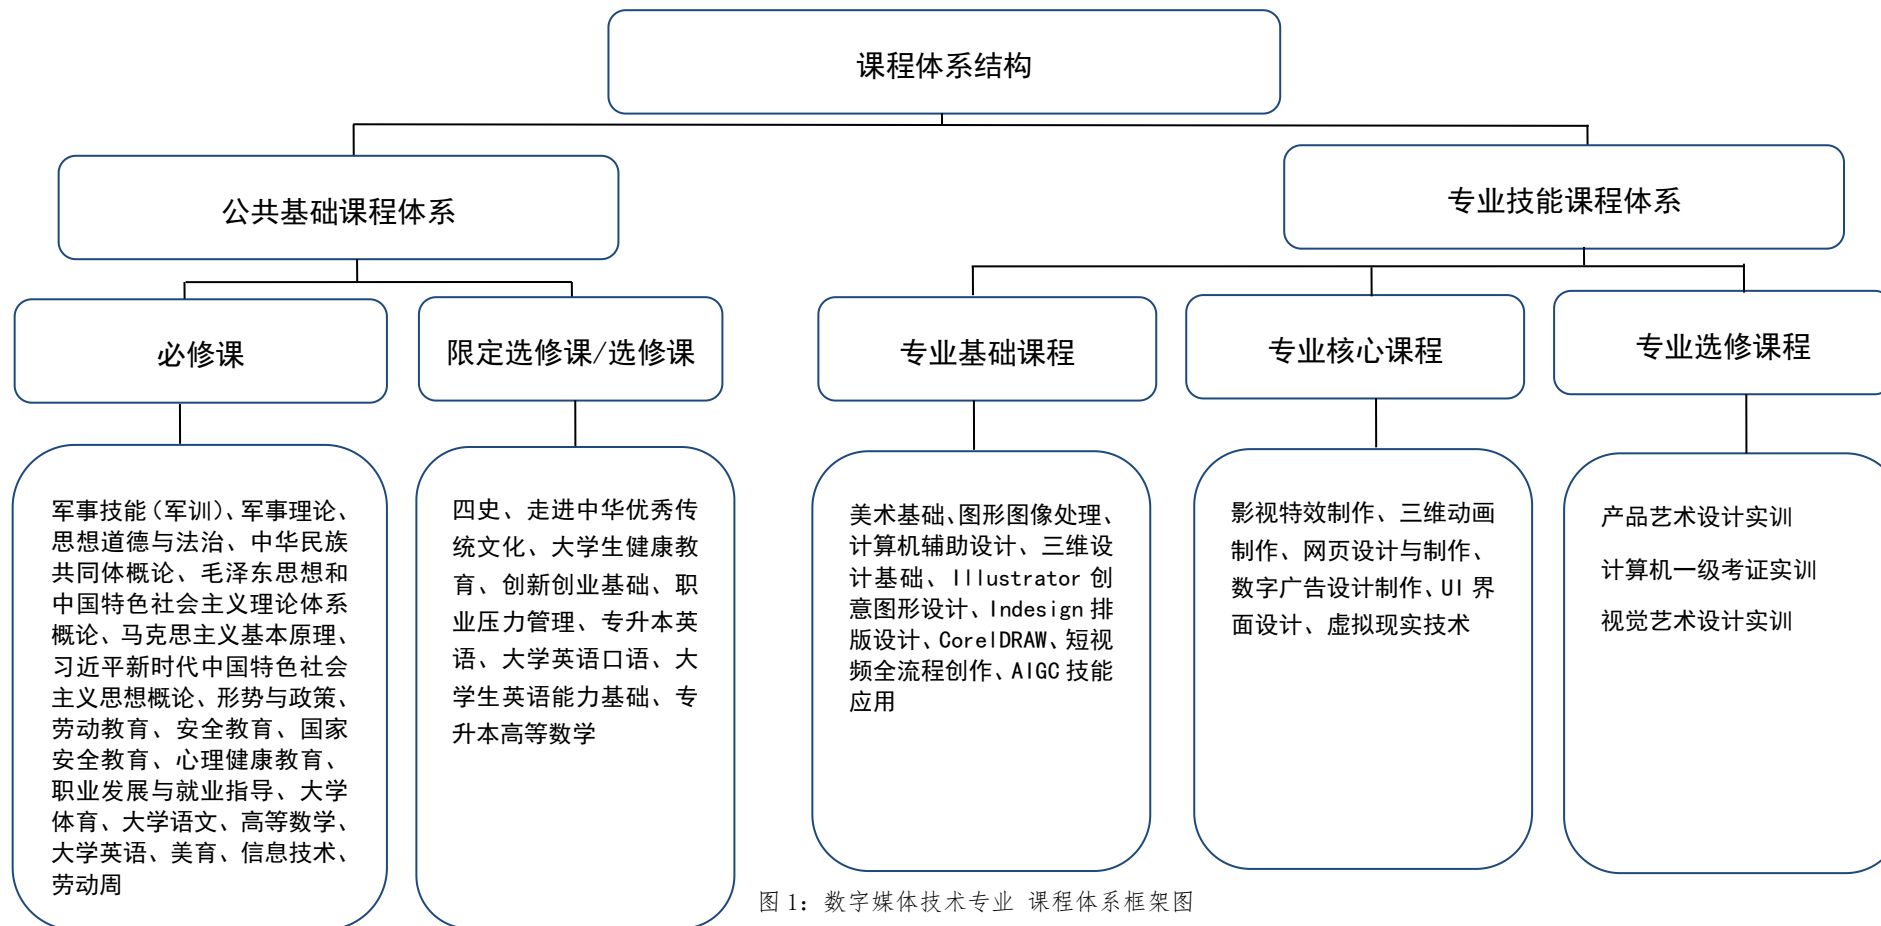 课程体系结构
公共基础课程体系
专业技能课程体系
必修课
限定选修课/选修课
专业基础课程
专业核心课程
专业选修课程
军事技能(军训)、军事理论、
思想道德与法治、中华民族
共同体概论、毛泽东思想和
中国特色社会主义理论体系
概论、马克思主义基本原理、
习近平新时代中国特色社会
主义思想概论、形势与政策、
劳动教育、安全教育、国家
安全教育、心理健康教育、
职业发展与就业指导、大学
体育、大学语文、高等数学、
大学英语、美育、信息技术、
劳动周
四史、走进中华优秀传
统文化、大学生健康教
育、创新创业基础、职
业压力管理、专升本英
语、大学英语口语、大
学生英语能力基础、专
升本高等数学
美术基础、图形图像处理、
计算机辅助设计、三维设
计基础、Illustrator 创
意图形设计、Indesign 排
版设计、CorelDRAW、短视
频全流程创作、AIGC 技能
应用
影视特效制作、三维动画
制作、网页设计与制作、
数字广告设计制作、UI 界
面设计、虚拟现实技术
产品艺术设计实训
计算机一级考证实训
视觉艺术设计实训
图 1：数字媒体技术专业 课程体系框架图